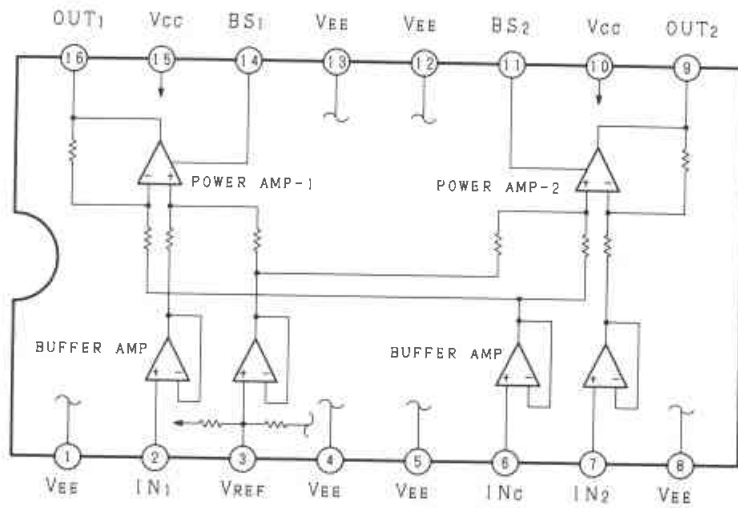 OUT1 VCC BS1 VEE VEE BS2 VCC OUT2
16 15 14 13 12 11 10 9
- +
+ -
POWER AMP-1 POWER AMP-2
BUFFER AMP BUFFER AMP
+ - + - + - + -
1 2 3 4 5 6 7 8
VEE IN1 VREF VEE VEE INC IN2 VEE